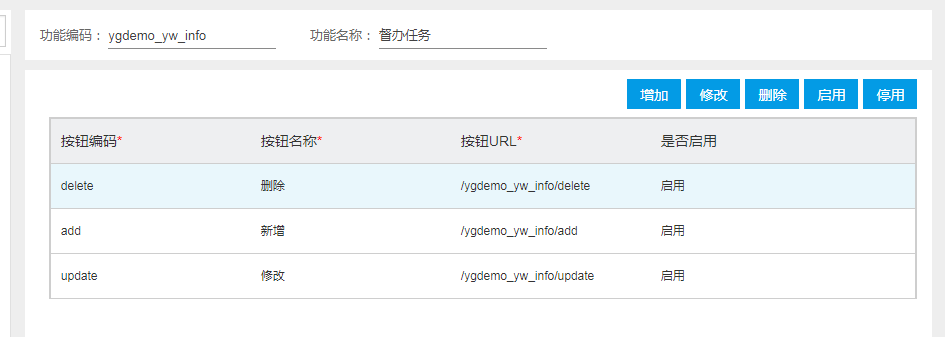 功能编码： ygdemo_yw_info 功能名称： 督办任务
增加 修改 删除 启用 停用
按钮编码* 按钮名称* 按钮URL* 是否启用
delete 删除 /ygdemo_yw_info/delete 启用
add 新增 /ygdemo_yw_info/add 启用
update 修改 /ygdemo_yw_info/update 启用